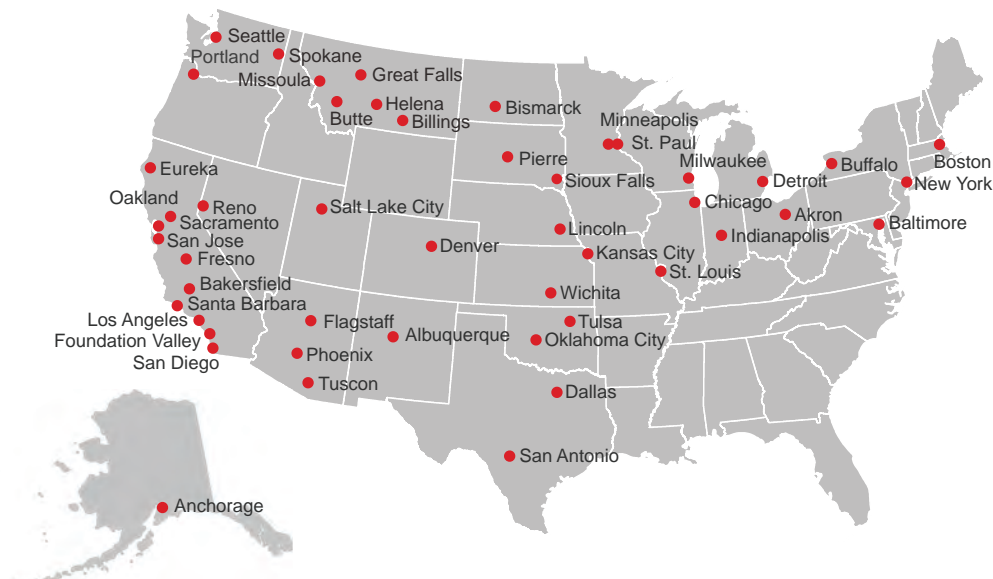 Seattle
Portland
Spokane
Missoula
Great Falls
Butte
Helena
Billings
Bismarck
Minneapolis
St. Paul
Milwaukee
Pierre
Sioux Falls
Eureka
Detroit
Buffalo
Boston
New York
Oakland
Reno
Sacramento
San Jose
Fresno
Salt Lake City
Denver
Lincoln
Kansas City
Chicago
Indianapolis
Akron
Baltimore
St. Louis
Wichita
Bakersfield
Santa Barbara
Los Angeles
Foundation Valley
San Diego
Flagstaff
Albuquerque
Phoenix
Tuscon
Tulsa
Oklahoma City
Dallas
San Antonio
Anchorage